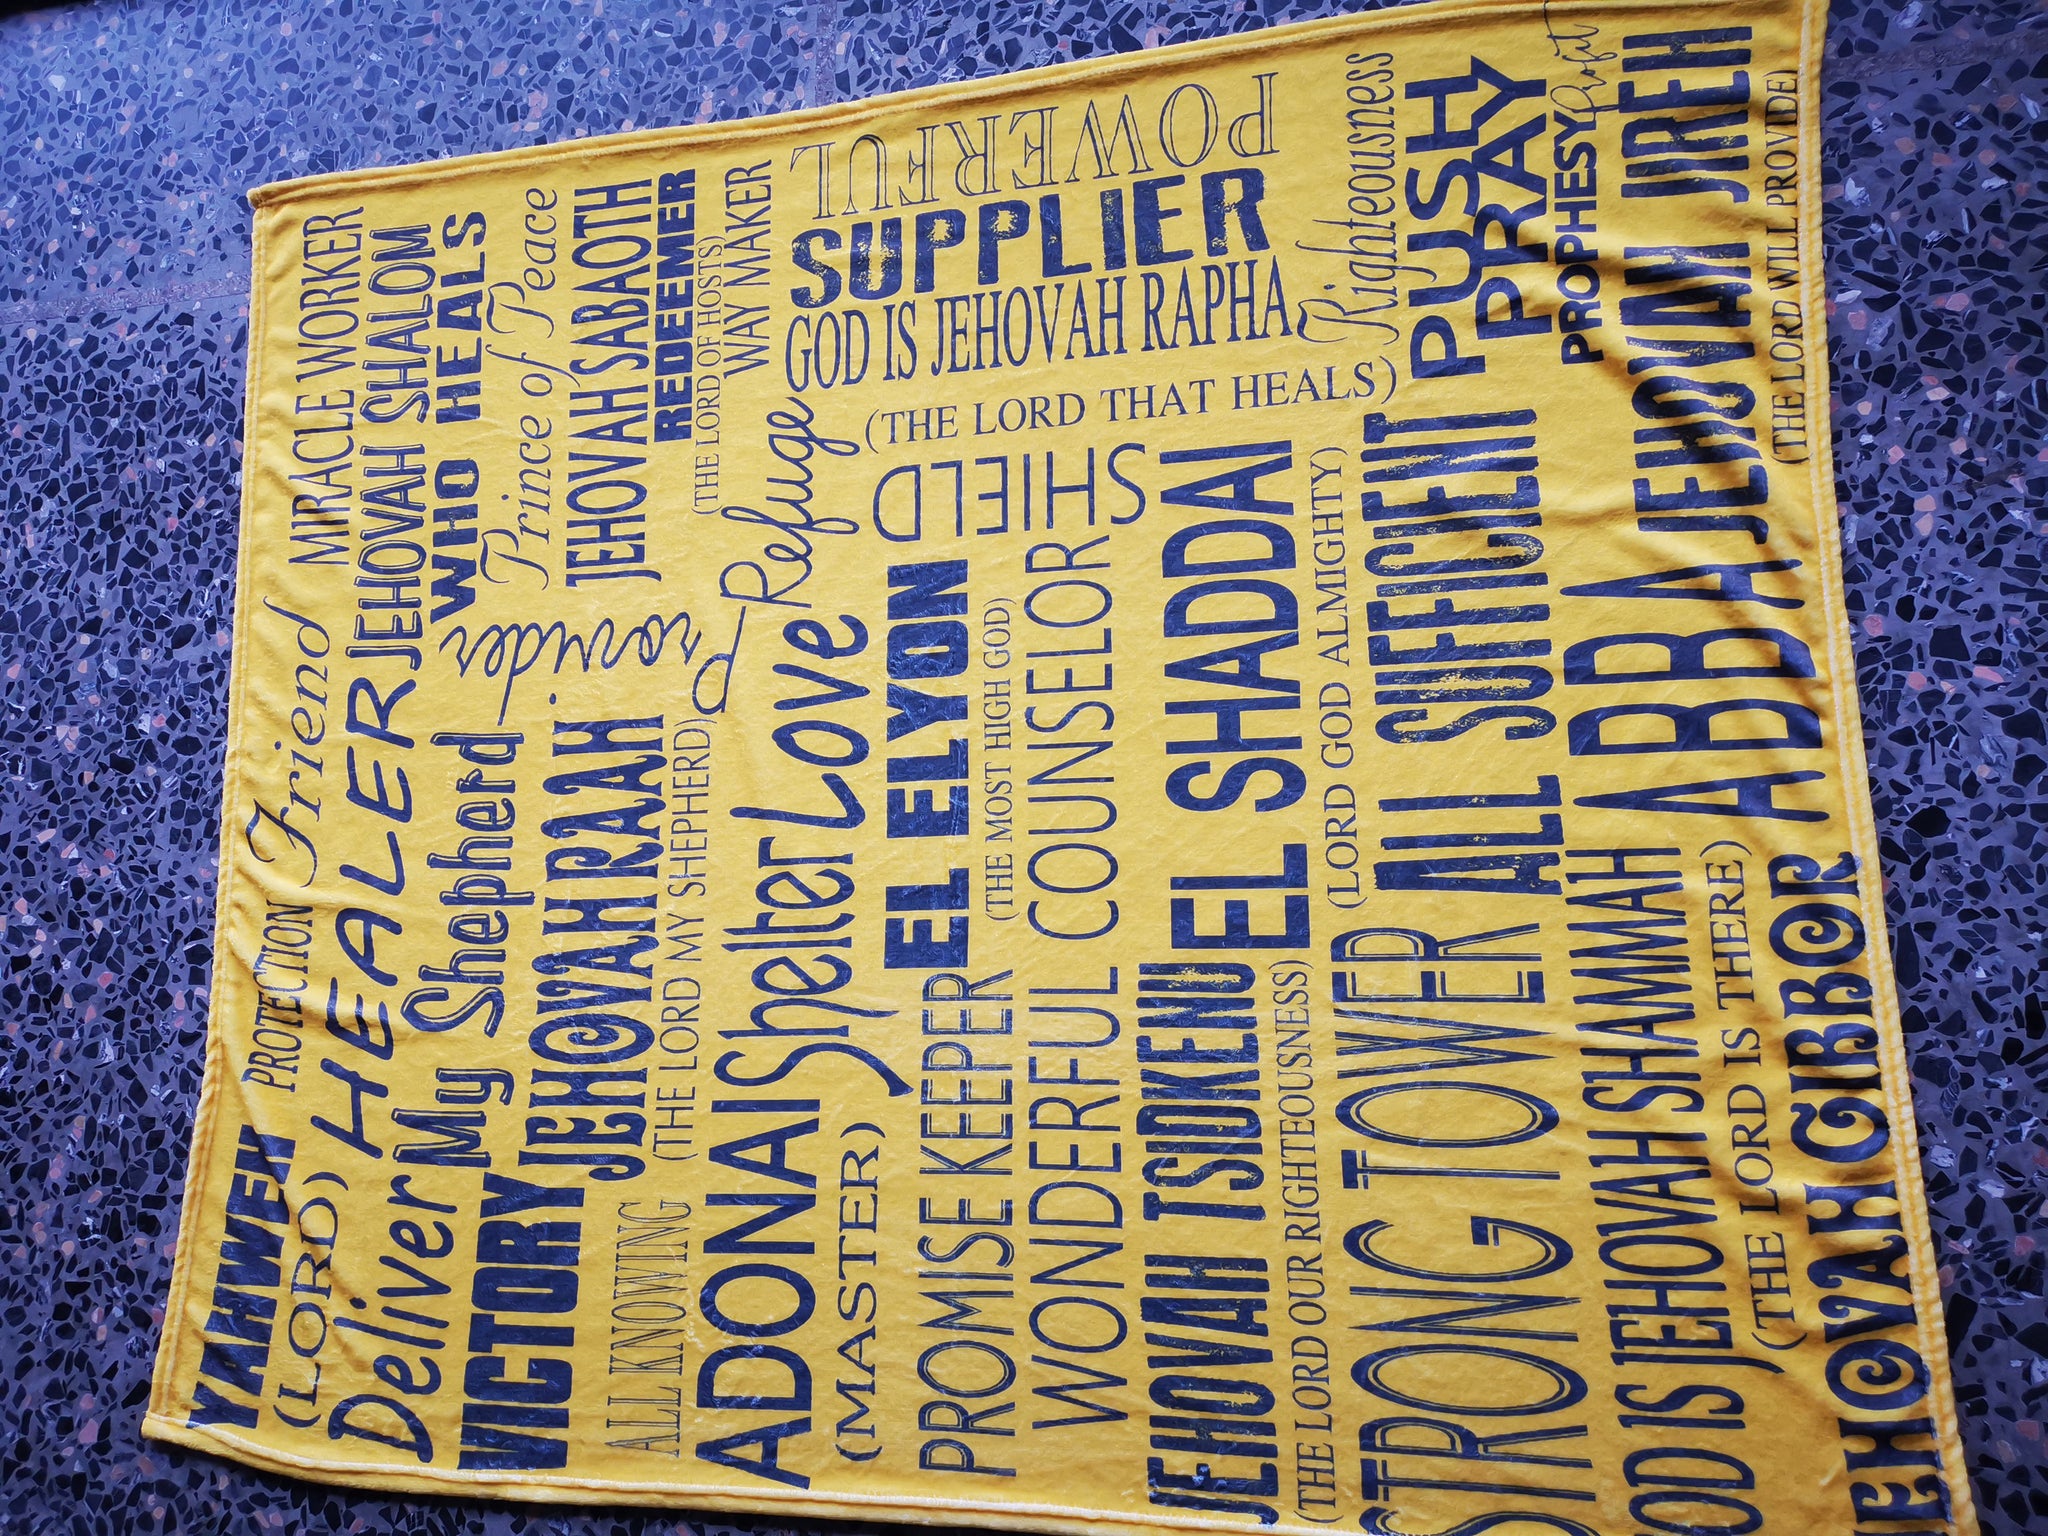 YAHWEH
PROTECTION
Friend
MIRACLE WORKER
(LORD)
HEALER
JEHOVAH SHALOM
Deliver
My Shepherd
WHO HEALS
Provider
Prince of Peace
VICTORY
JEHOVAH RAAH
JEHOVAH SABAOTH
REDEEMER
ALL KNOWING
(THE LORD MY SHEPHERD)
(THE LORD OF HOSTS)
WAY MAKER
ADONAI
Shelter
Love
Refuge
POWERFUL
SUPPLIER
GOD IS JEHOVAH RAPHA
(MASTER)
EL ELYON
SHIELD
(THE LORD THAT HEALS)
PROMISE KEEPER
(THE MOST HIGH GOD)
Righteousness
WONDERFUL COUNSELOR
JEHOVAH TSIDKENU
EL SHADDAI
PUSH
PRAY
(THE LORD OUR RIGHTEOUSNESS)
(LORD GOD ALMIGHTY)
PROPHESY
Profit
STRONG TOWER
ALL SUFFICIENT
JEHOVAH JIREH
ABBA
(THE LORD WILL PROVIDE)
OD IS JEHOVAH SHAMMAH
ABBA
(THE LORD IS THERE)
EHOVAH GIBBOR